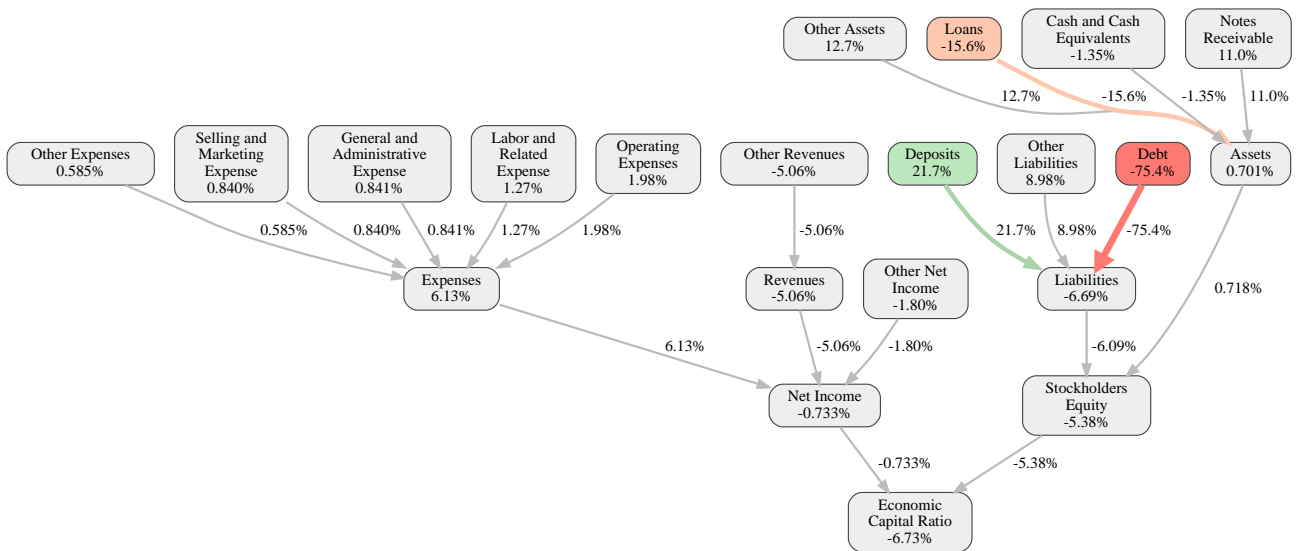 Other Assets
12.7%
Loans
-15.6%
Cash and Cash
Equivalents
-1.35%
Notes
Receivable
11.0%
12.7%
-15.6%
-1.35%
11.0%
Other Expenses
0.585%
Selling and
Marketing
Expense
0.840%
General and
Administrative
Expense
0.841%
Labor and
Related
Expense
1.27%
Operating
Expenses
1.98%
Other Revenues
-5.06%
Deposits
21.7%
Other
Liabilities
8.98%
Debt
-75.4%
Assets
0.701%
0.585%
0.840%
0.841%
1.27%
1.98%
-5.06%
21.7%
8.98%
-75.4%
Expenses
6.13%
Revenues
-5.06%
Other Net
Income
-1.80%
Liabilities
-6.69%
0.718%
6.13%
-5.06%
-1.80%
-6.09%
Net Income
-0.733%
Stockholders
Equity
-5.38%
-0.733%
-5.38%
Economic
Capital Ratio
-6.73%